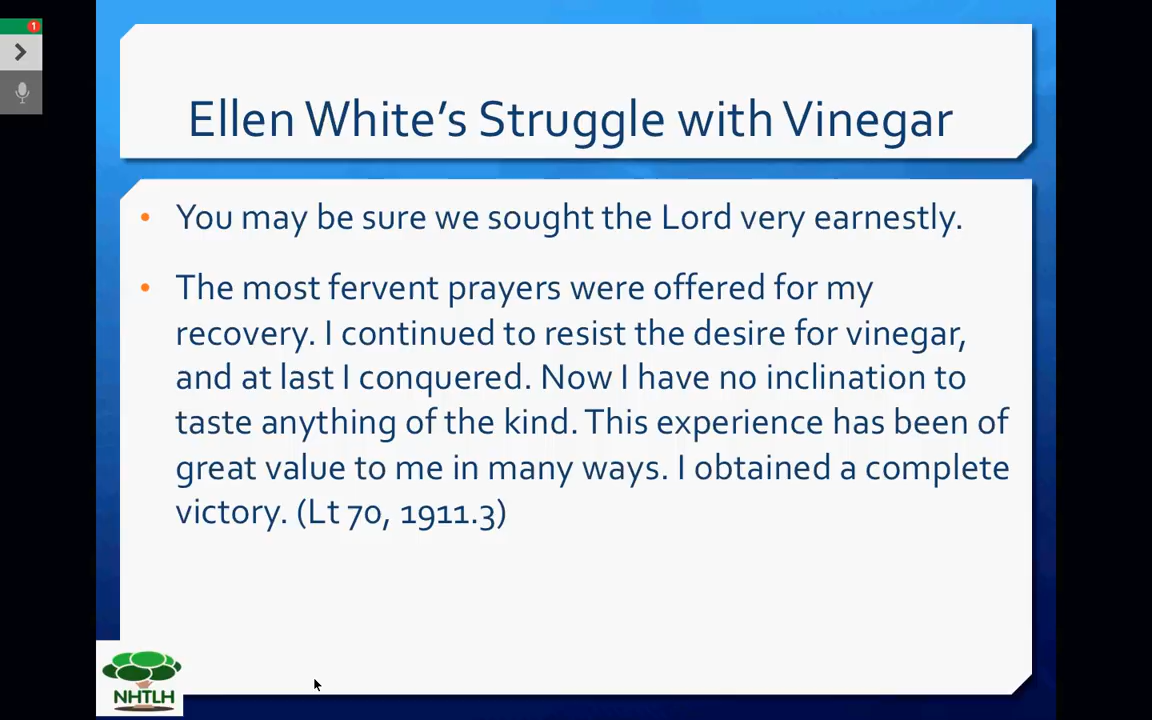 1
Ellen White’s Struggle with Vinegar
• You may be sure we sought the Lord very earnestly.
• The most fervent prayers were offered for my
recovery. I continued to resist the desire for vinegar,
and at last I conquered. Now I have no inclination to
taste anything of the kind. This experience has been of
great value to me in many ways. I obtained a complete
victory. (Lt 70, 1911.3)
NHTLH